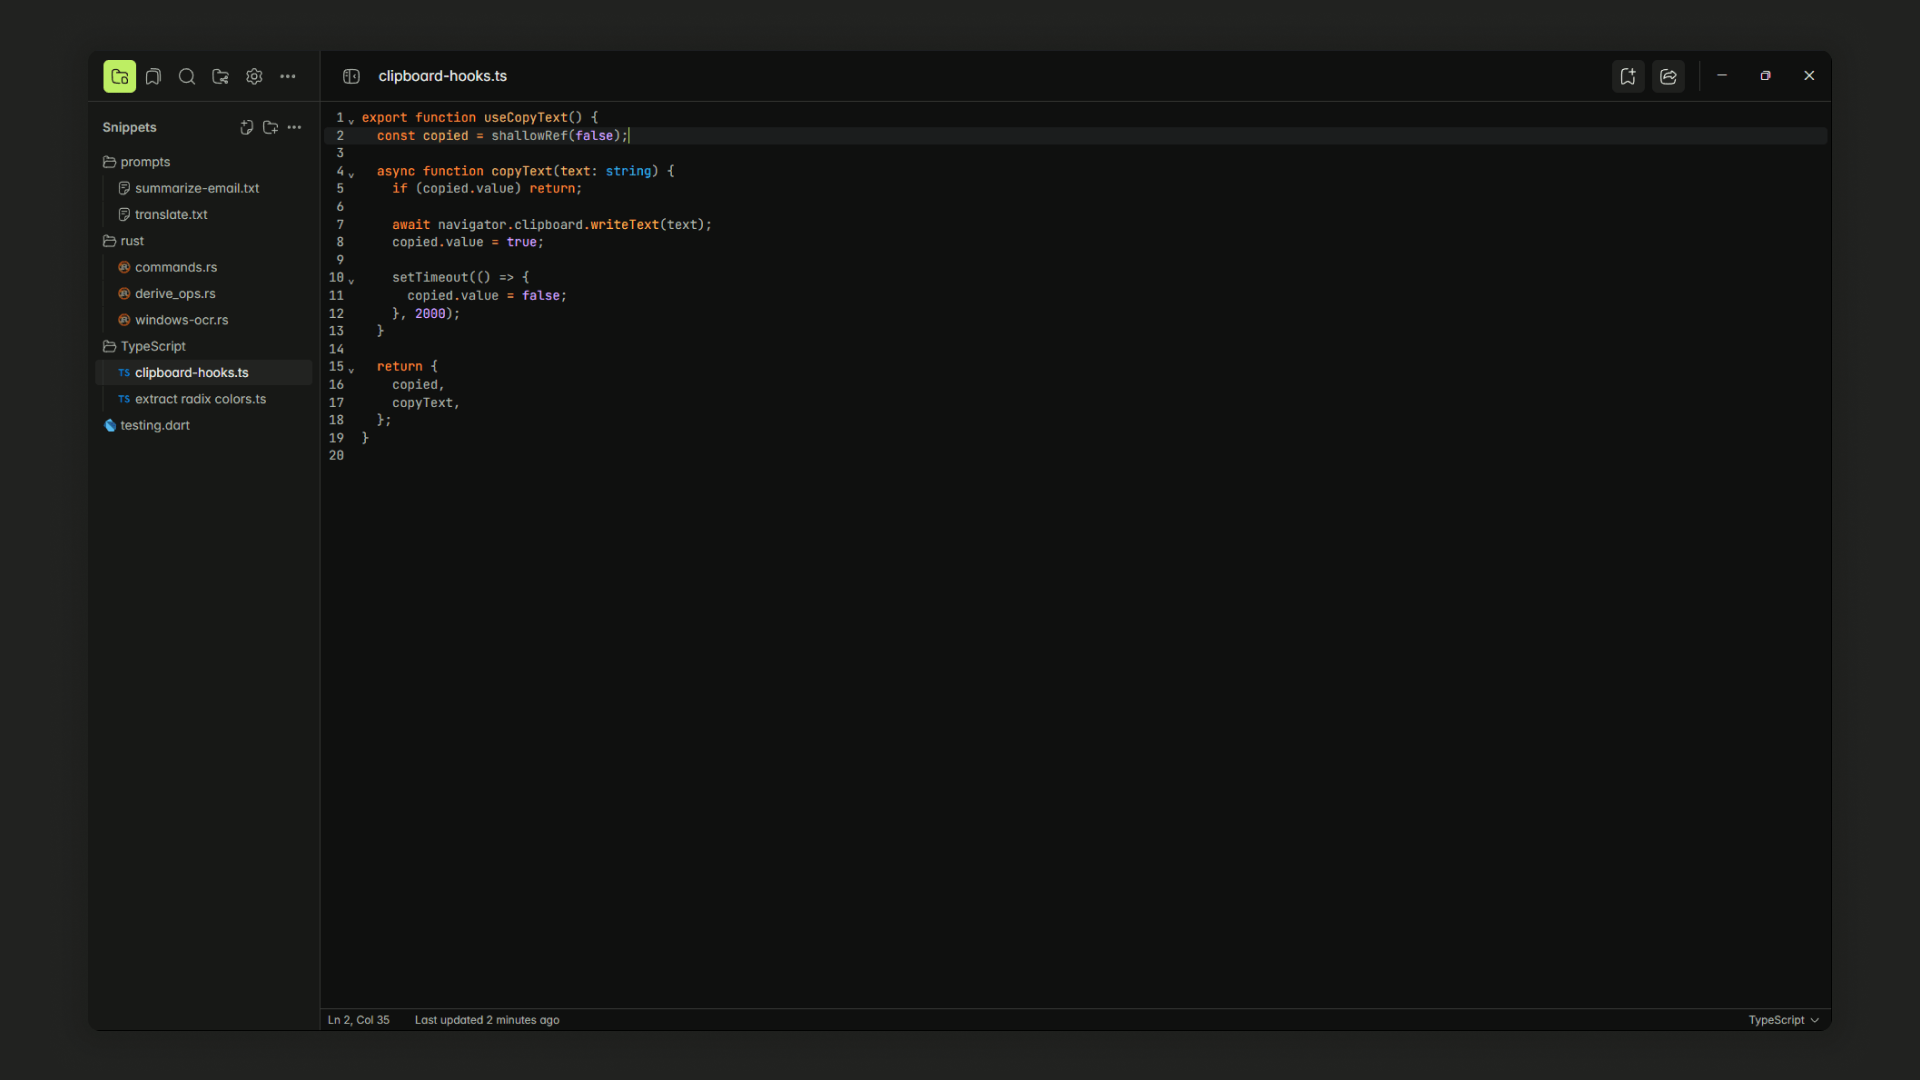 clipboard-hooks.ts
Snippets
prompts
summarize-email.txt
translate.txt
rust
commands.rs
derive_ops.rs
windows-ocr.rs
TypeScript
TS clipboard-hooks.ts
TS extract radix colors.ts
testing.dart
1 export function useCopyText() {
2   const copied = shallowRef(false);
3
4   async function copyText(text: string) {
5     if (copied.value) return;
6
7     await navigator.clipboard.writeText(text);
8     copied.value = true;
9
10     setTimeout(() => {
11       copied.value = false;
12     }, 2000);
13   }
14
15   return {
16     copied,
17     copyText,
18   };
19 }
20
Ln 2, Col 35 Last updated 2 minutes ago
TypeScript